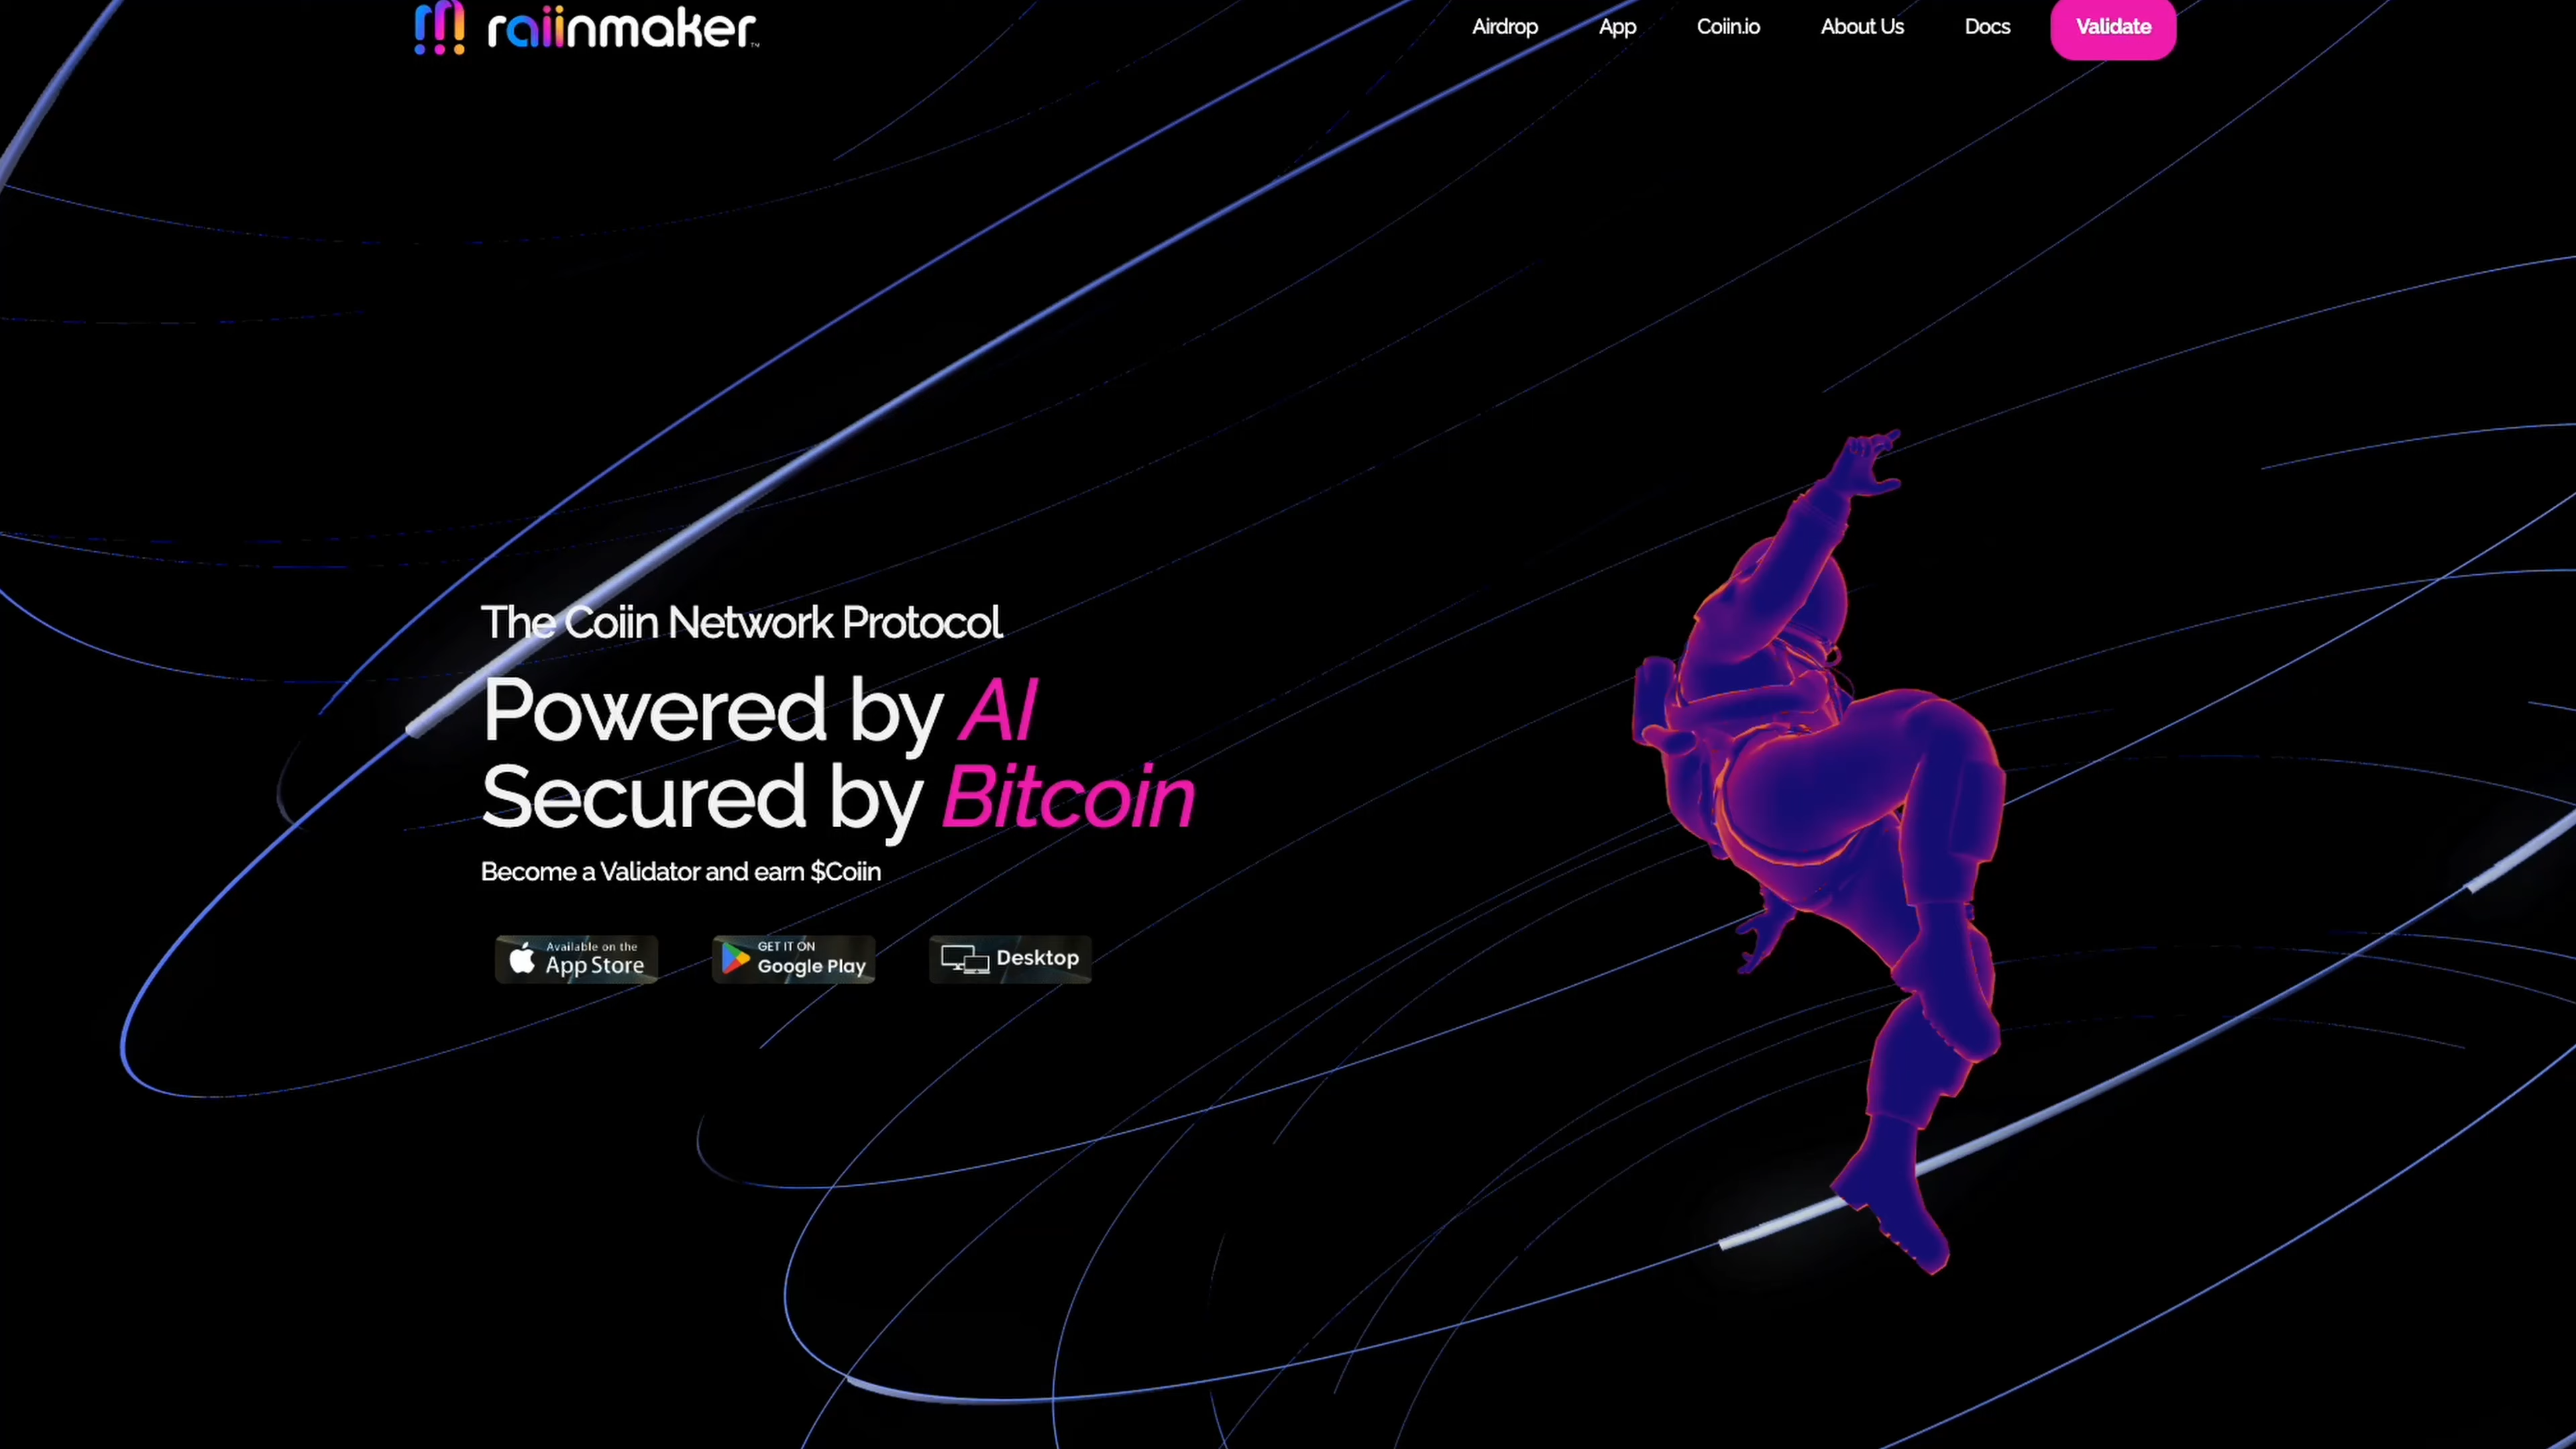 raiinmaker™
Airdrop
App
Coiin.io
About Us
Docs
Validate
The Coiin Network Protocol
Powered by AI
Secured by Bitcoin
Become a Validator and earn $Coiin
Available on the
App Store
GET IT ON
Google Play
Desktop